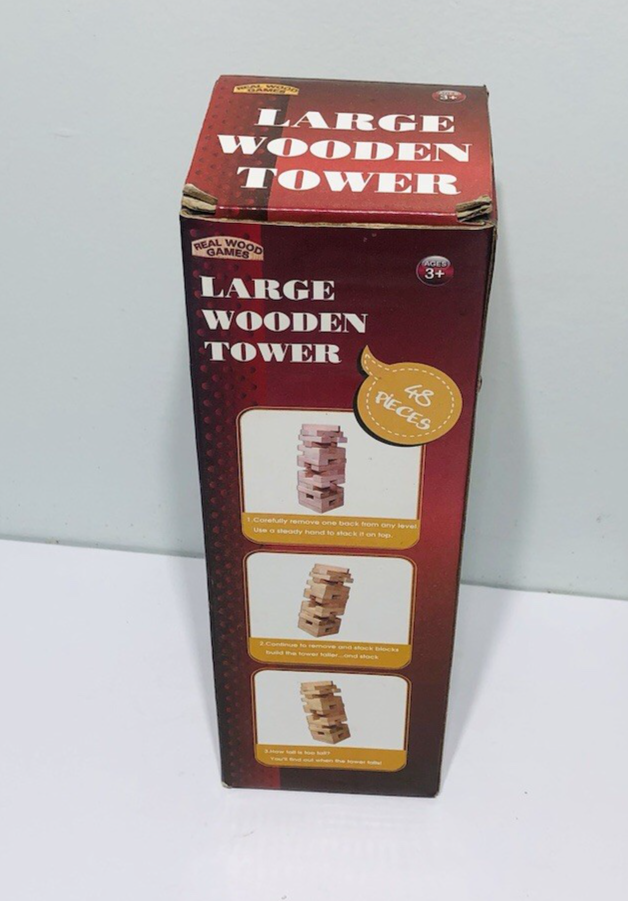 REAL WOOD
GAMES
3+
LARGE
WOODEN
TOWER
REAL WOOD
GAMES
AGES
3+
LARGE
WOODEN
TOWER
48
PIECES
1.Carefully remove one back from any level
Use a steady hand to stack it on top.
2.Continue to remove and stack blocks
build the tower taller...and stack
3.How tall is too tall?
You'll find out when the tower falls!